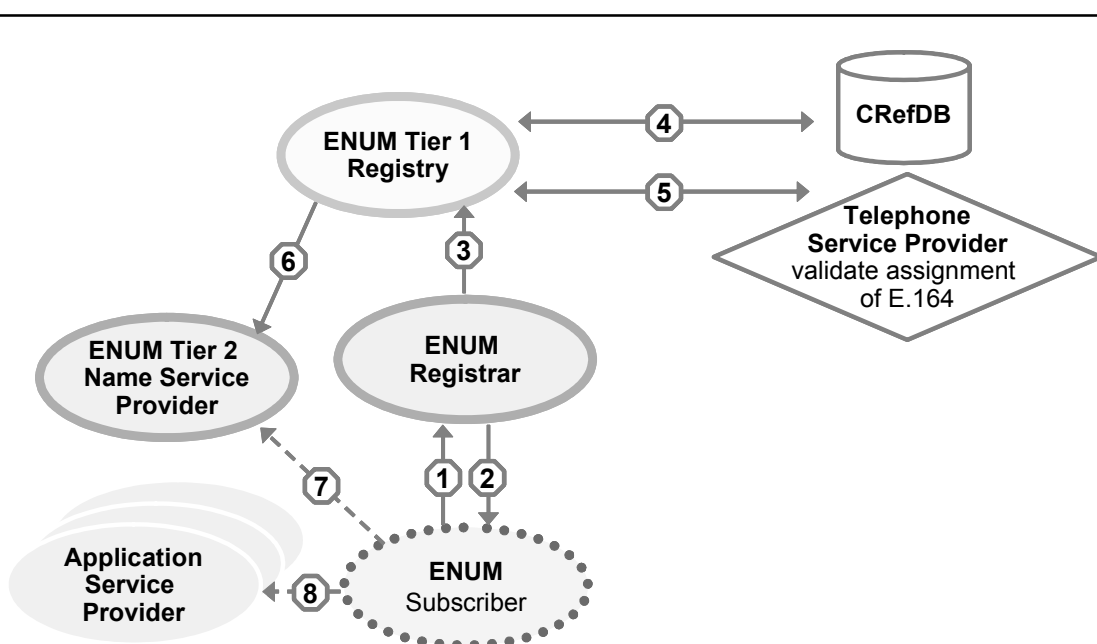 CRefDB
4
ENUM Tier 1
Registry
5
Telephone
Service Provider
validate assignment
of E.164
3
6
ENUM Tier 2
Name Service
Provider
ENUM
Registrar
1
2
7
Application
Service
Provider
8
ENUM
Subscriber